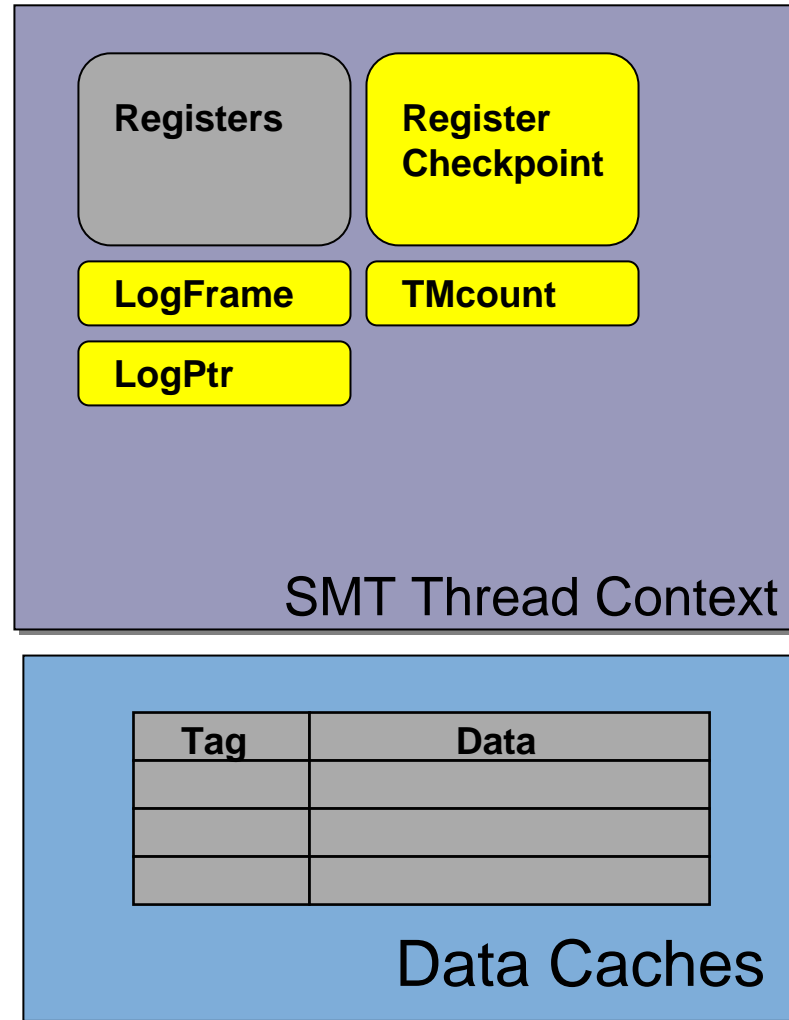 Registers
Register
Checkpoint
LogFrame
TMcount
LogPtr
SMT Thread Context
Tag
Data
Data Caches